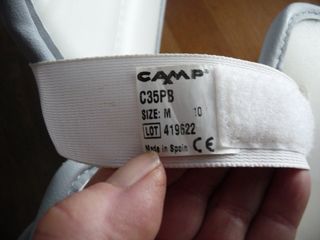 CAMP
C35PB
SIZE: M 10
LOT 419622
Made in Spain CE